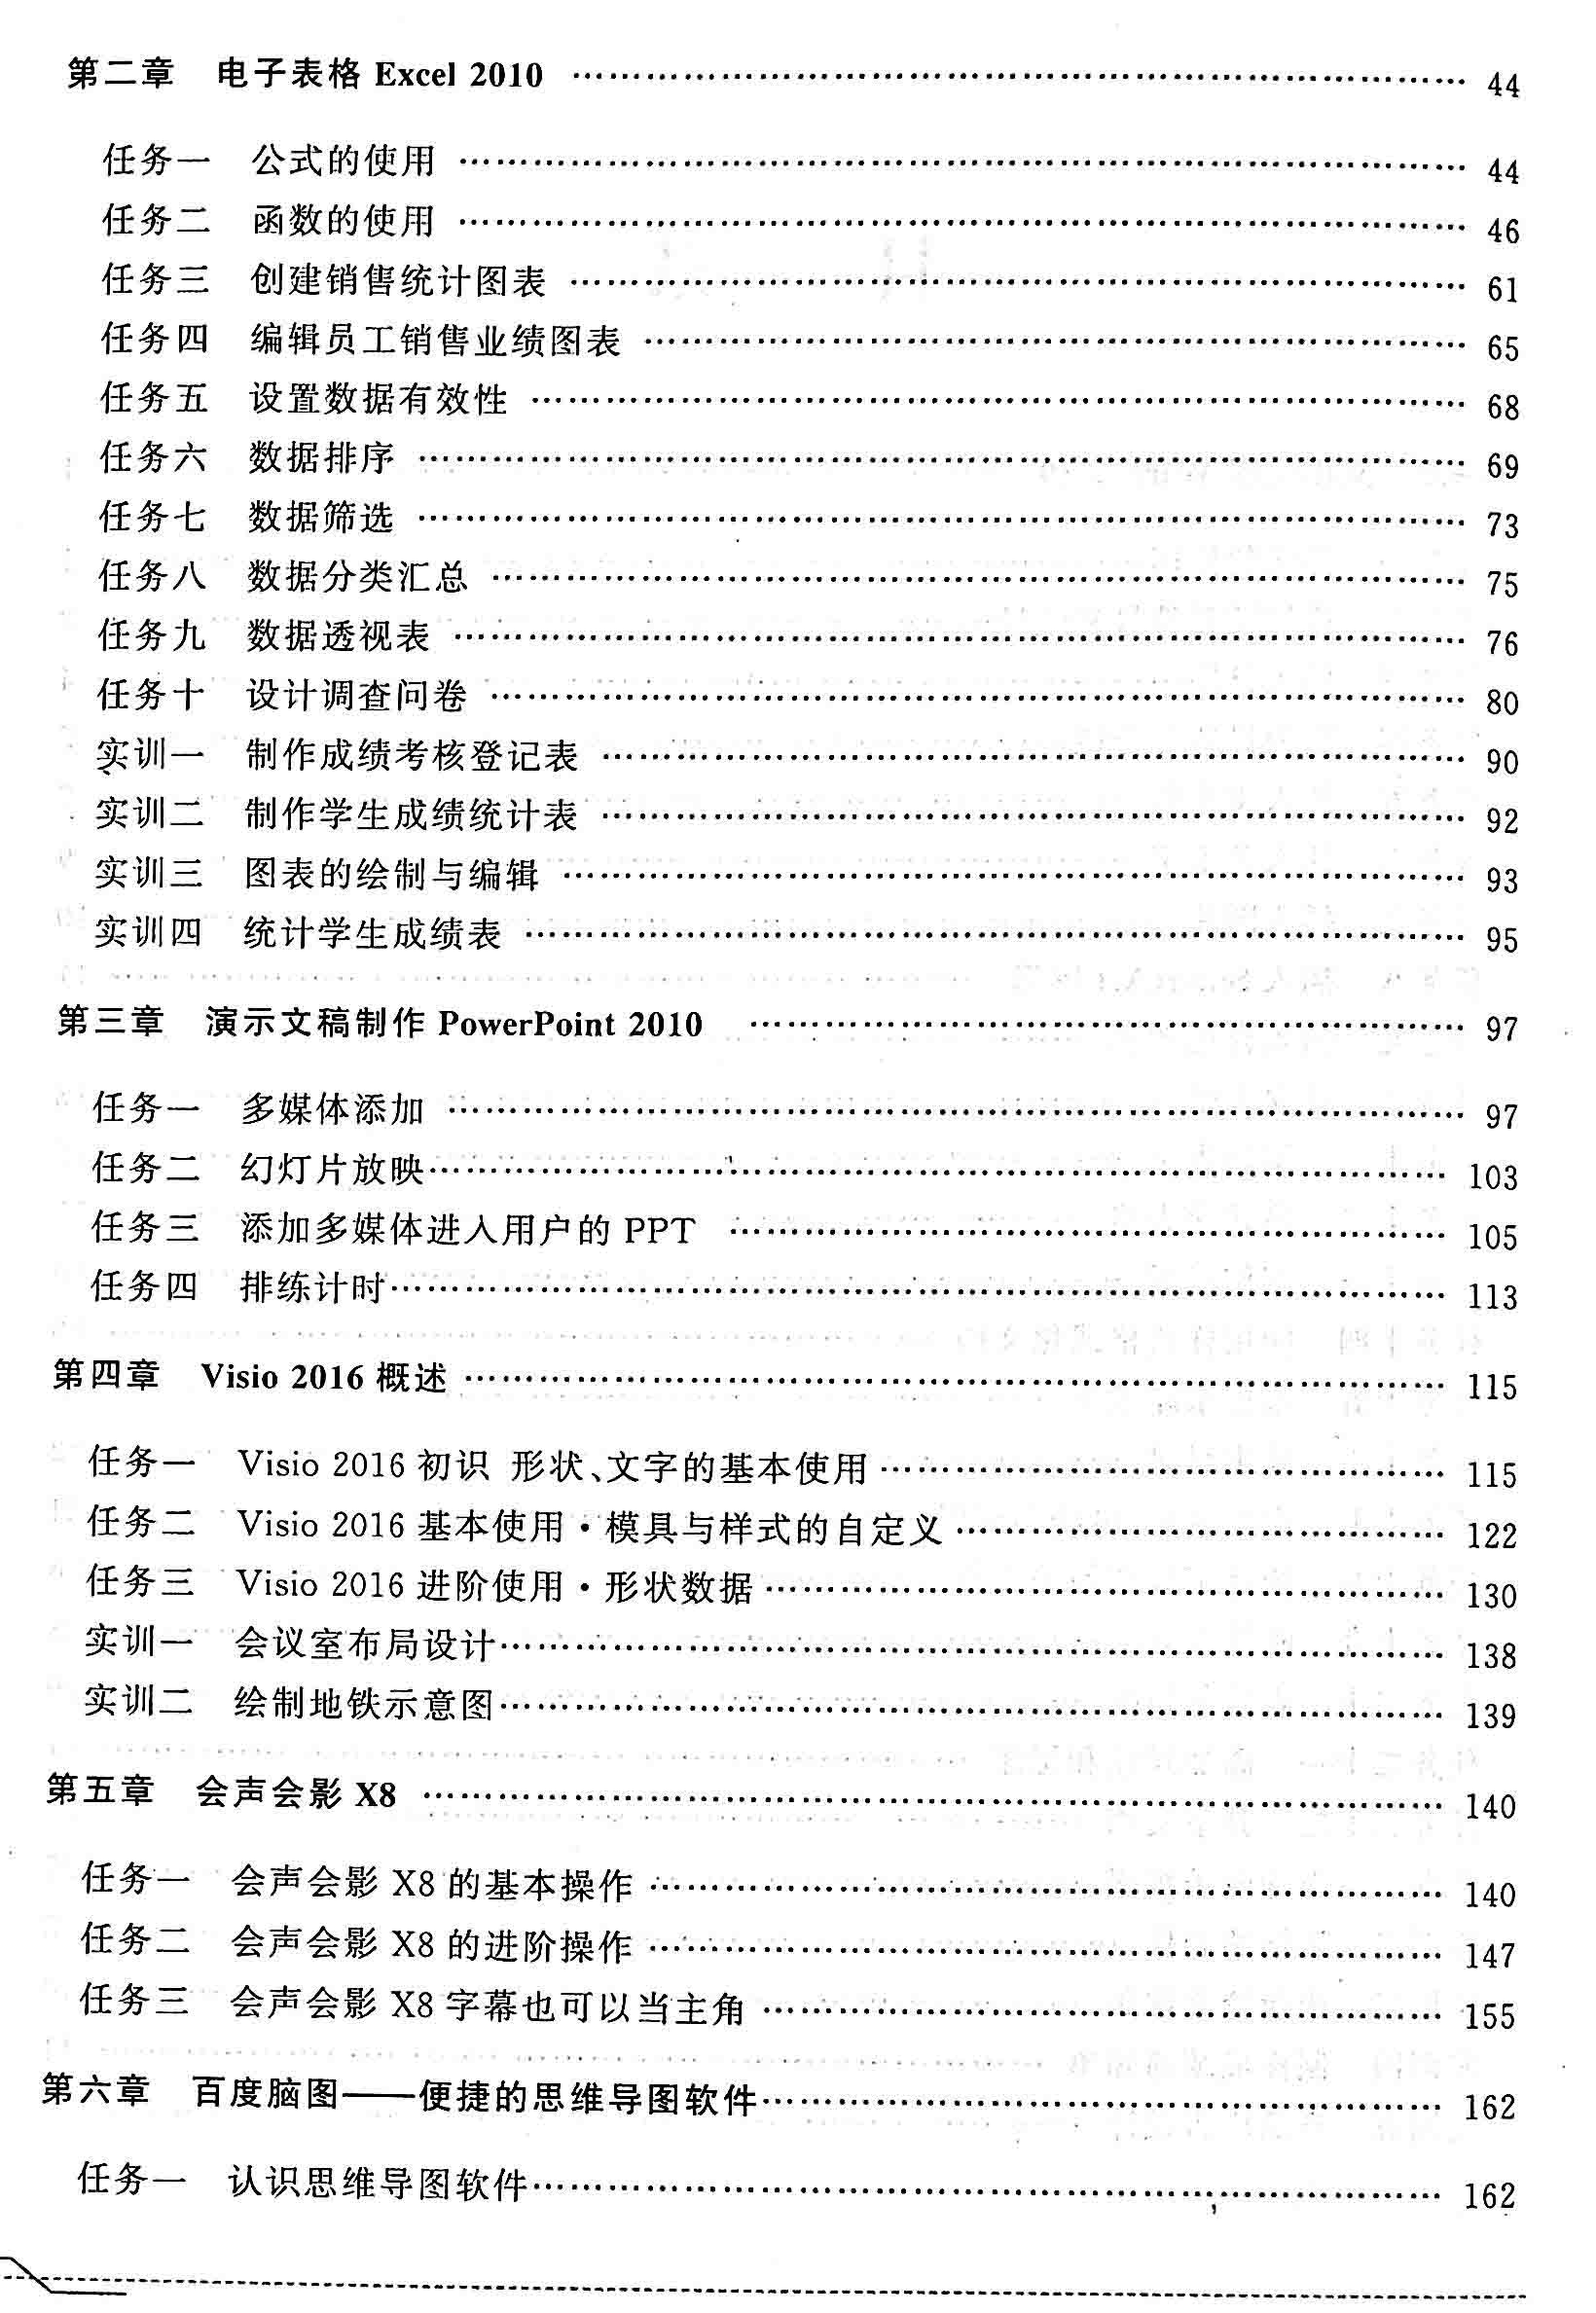 第二章 电子表格 Excel 2010 …… 44
任务一 公式的使用 …… 44
任务二 函数的使用 …… 46
任务三 创建销售统计图表 …… 61
任务四 编辑员工销售业绩图表 …… 65
任务五 设置数据有效性 …… 68
任务六 数据排序 …… 69
任务七 数据筛选 …… 73
任务八 数据分类汇总 …… 75
任务九 数据透视表 …… 76
任务十 设计调查问卷 …… 80
实训一 制作成绩考核登记表 …… 90
实训二 制作学生成绩统计表 …… 92
实训三 图表的绘制与编辑 …… 93
实训四 统计学生成绩表 …… 95
第三章 演示文稿制作 PowerPoint 2010 …… 97
任务一 多媒体添加 …… 97
任务二 幻灯片放映 …… 103
任务三 添加多媒体进入用户的 PPT …… 105
任务四 排练计时 …… 113
第四章 Visio 2016 概述 …… 115
任务一 Visio 2016 初识 形状、文字的基本使用 …… 115
任务二 Visio 2016 基本使用·模具与样式的自定义 …… 122
任务三 Visio 2016 进阶使用·形状数据 …… 130
实训一 会议室布局设计 …… 138
实训二 绘制地铁示意图 …… 139
第五章 会声会影 X8 …… 140
任务一 会声会影 X8 的基本操作 …… 140
任务二 会声会影 X8 的进阶操作 …… 147
任务三 会声会影 X8 字幕也可以当主角 …… 155
第六章 百度脑图——便捷的思维导图软件 …… 162
任务一 认识思维导图软件 …… 162